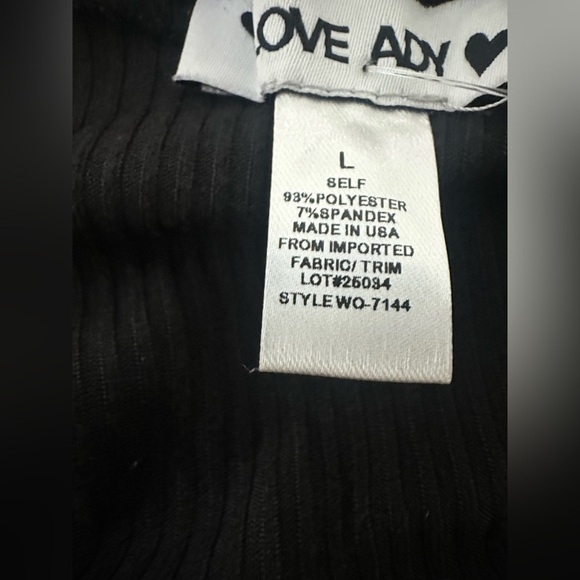 OVE ADY ♥
L
SELF
93%POLYESTER
7%SPANDEX
MADE IN USA
FROM IMPORTED
FABRIC/ TRIM
LOT#25034
STYLE WO-7144